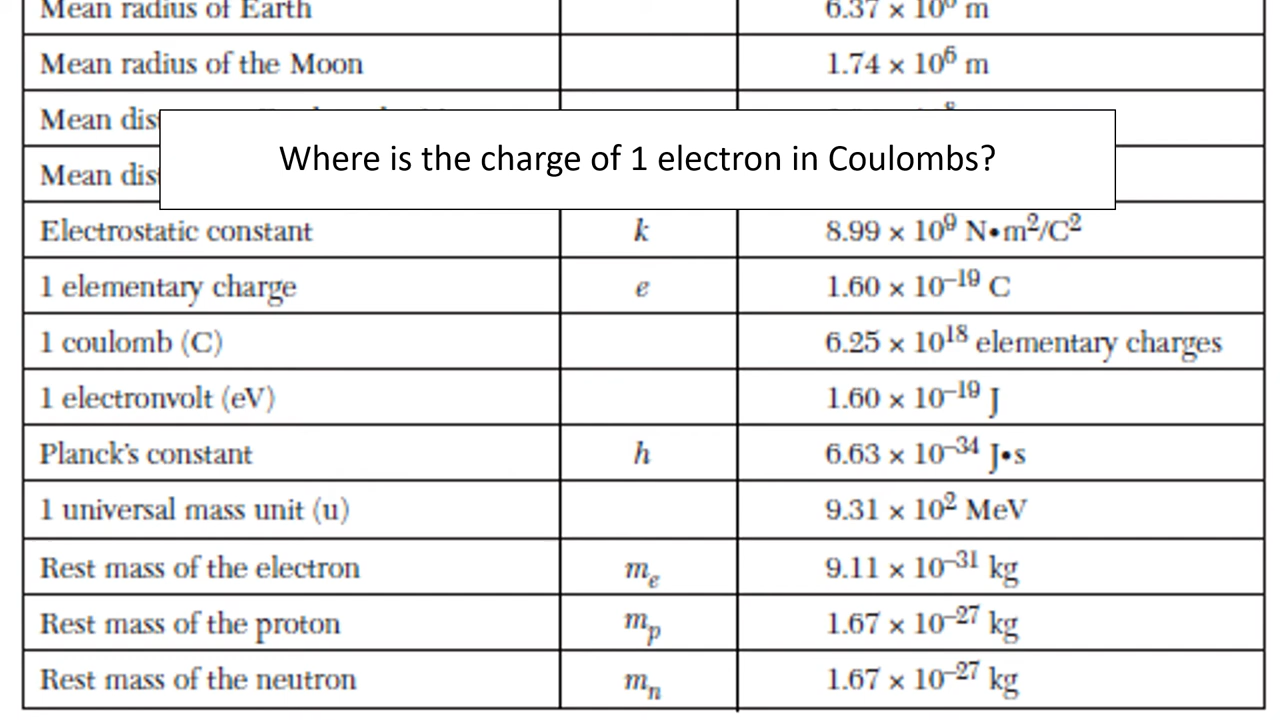 Mean radius of Earth 6.37 × 10⁶ m
Mean radius of the Moon 1.74 × 10⁶ m
Mean
Mean
Where is the charge of 1 electron in Coulombs?
Electrostatic constant k 8.99 × 10⁹ N•m²/C²
1 elementary charge e 1.60 × 10⁻¹⁹ C
1 coulomb (C) 6.25 × 10¹⁸ elementary charges
1 electronvolt (eV) 1.60 × 10⁻¹⁹ J
Planck's constant h 6.63 × 10⁻³⁴ J•s
1 universal mass unit (u) 9.31 × 10² MeV
Rest mass of the electron mₑ 9.11 × 10⁻³¹ kg
Rest mass of the proton mₚ 1.67 × 10⁻²⁷ kg
Rest mass of the neutron mₙ 1.67 × 10⁻²⁷ kg